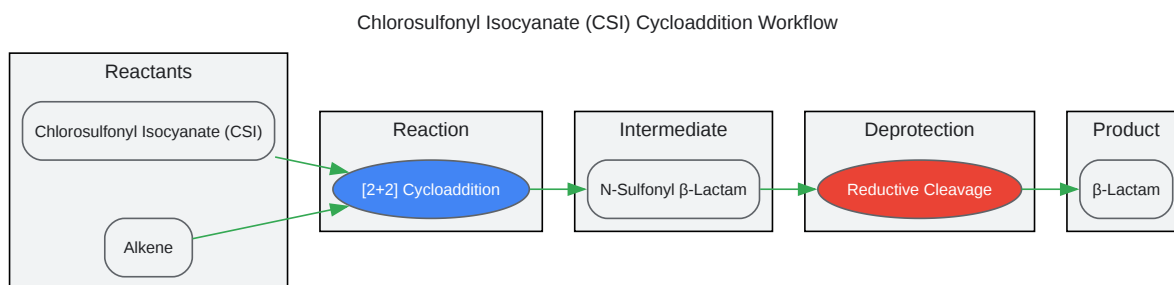 Chlorosulfonyl Isocyanate (CSI) Cycloaddition Workflow
Reactants
Chlorosulfonyl Isocyanate (CSI)
Alkene
Reaction
[2+2] Cycloaddition
Intermediate
N-Sulfonyl β-Lactam
Deprotection
Reductive Cleavage
Product
β-Lactam